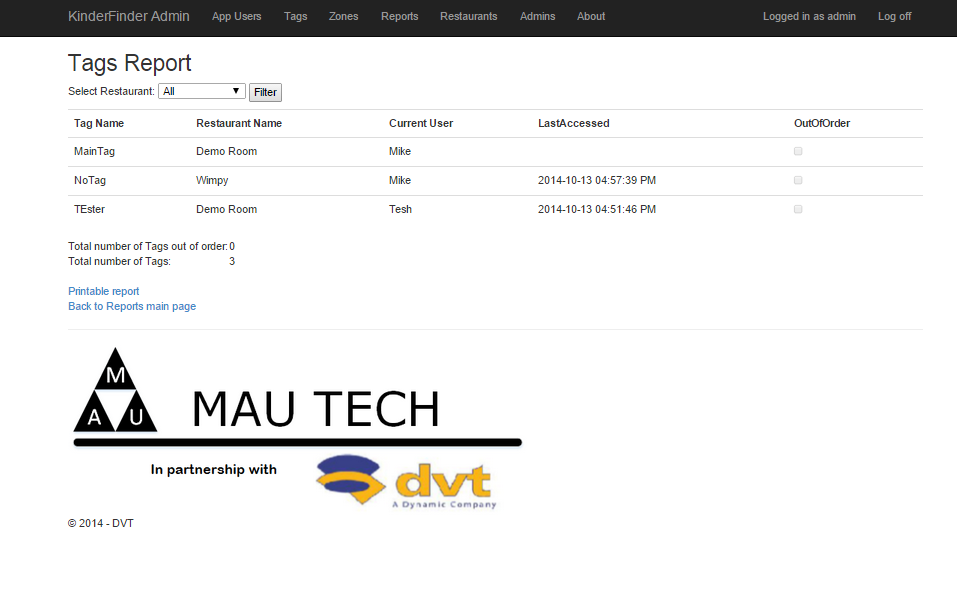 KinderFinder Admin App Users Tags Zones Reports Restaurants Admins About Logged in as admin Log off
Tags Report
Select Restaurant: All Filter
Tag Name Restaurant Name Current User LastAccessed OutOfOrder
MainTag Demo Room Mike
NoTag Wimpy Mike 2014-10-13 04:57:39 PM
TEster Demo Room Tesh 2014-10-13 04:51:46 PM
Total number of Tags out of order: 0
Total number of Tags: 3
Printable report
Back to Reports main page
M
A U
MAU TECH
In partnership with
dvt
A Dynamic Company
© 2014 - DVT